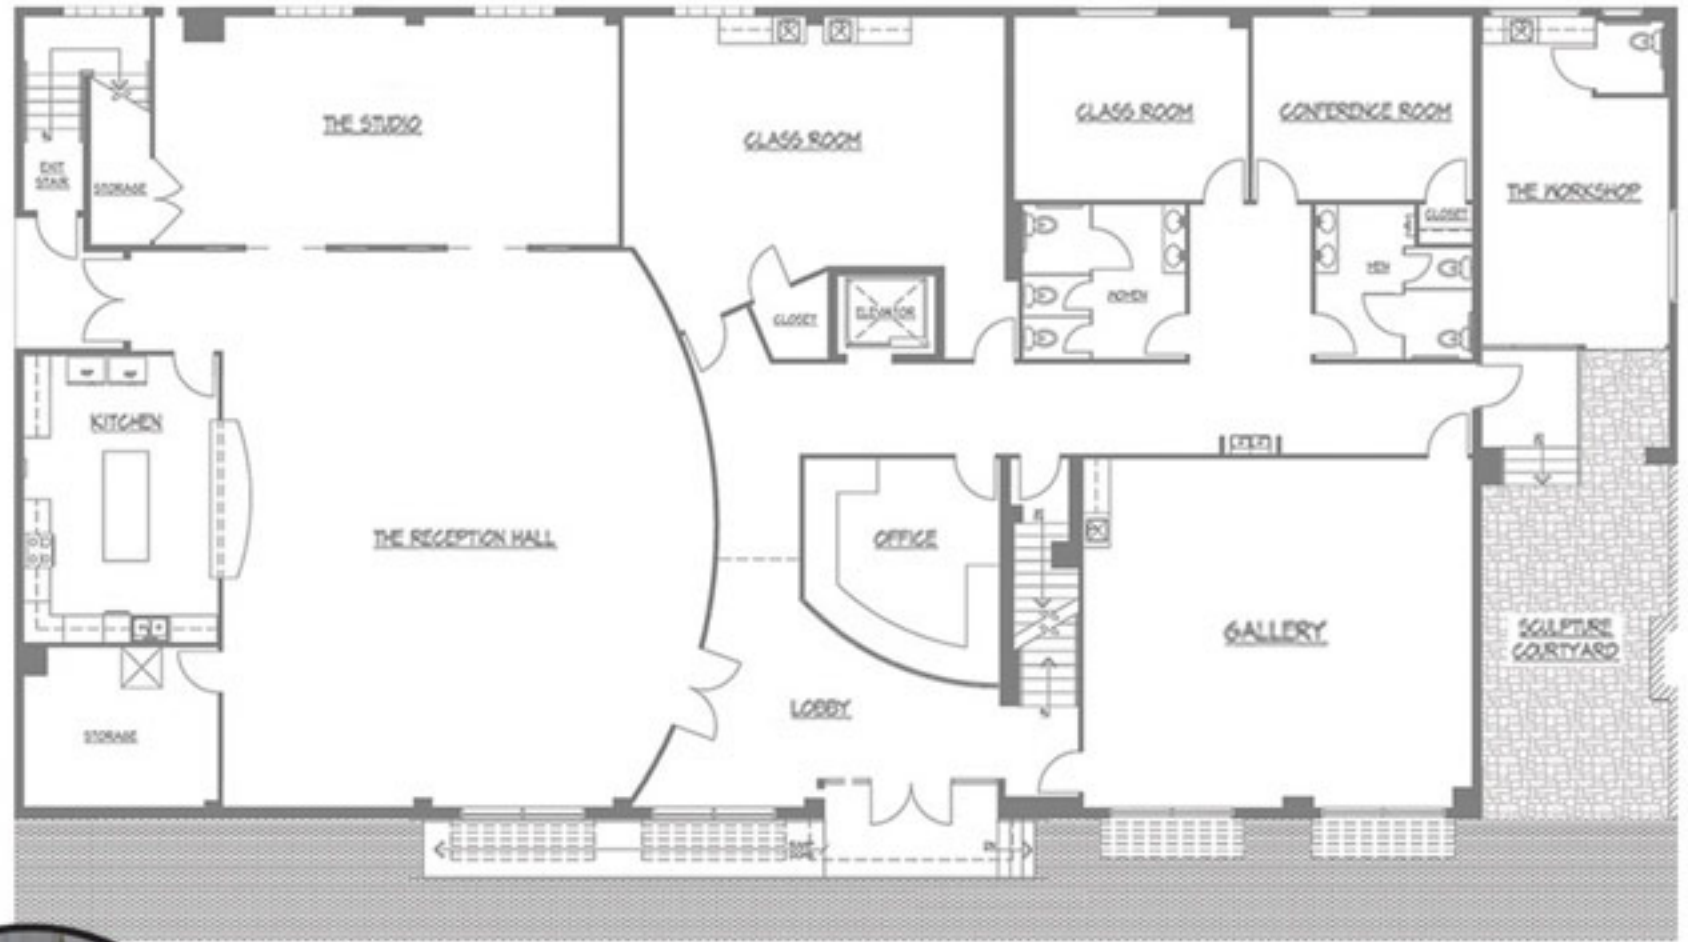 THE STUDIO
CLASS ROOM
CLASS ROOM
CONFERENCE ROOM
THE WORKSHOP
EXIT
STAIR
STORAGE
CLOSET
WOMEN
MEN
CLOSET
ELEVATOR
KITCHEN
THE RECEPTION HALL
OFFICE
GALLERY
SCULPTURE
COURTYARD
LOBBY
STORAGE